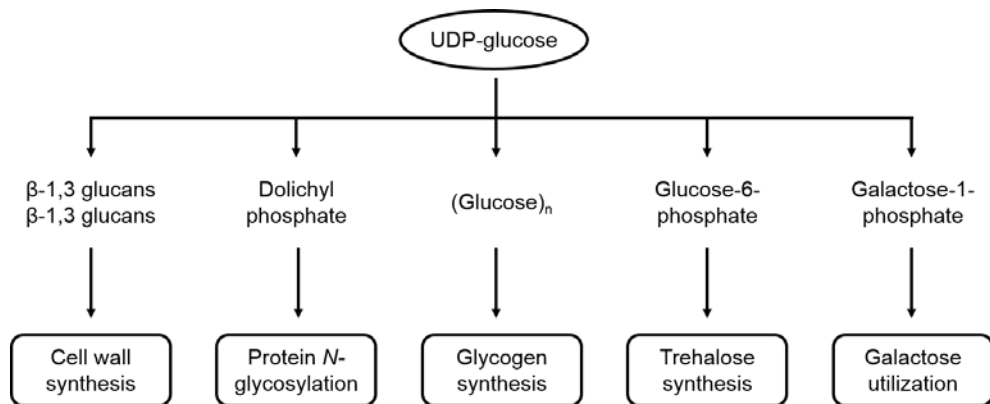 UDP-glucose
β-1,3 glucans
β-1,3 glucans
Dolichyl
phosphate
(Glucose)n
Glucose-6-
phosphate
Galactose-1-
phosphate
Cell wall
synthesis
Protein N-
glycosylation
Glycogen
synthesis
Trehalose
synthesis
Galactose
utilization